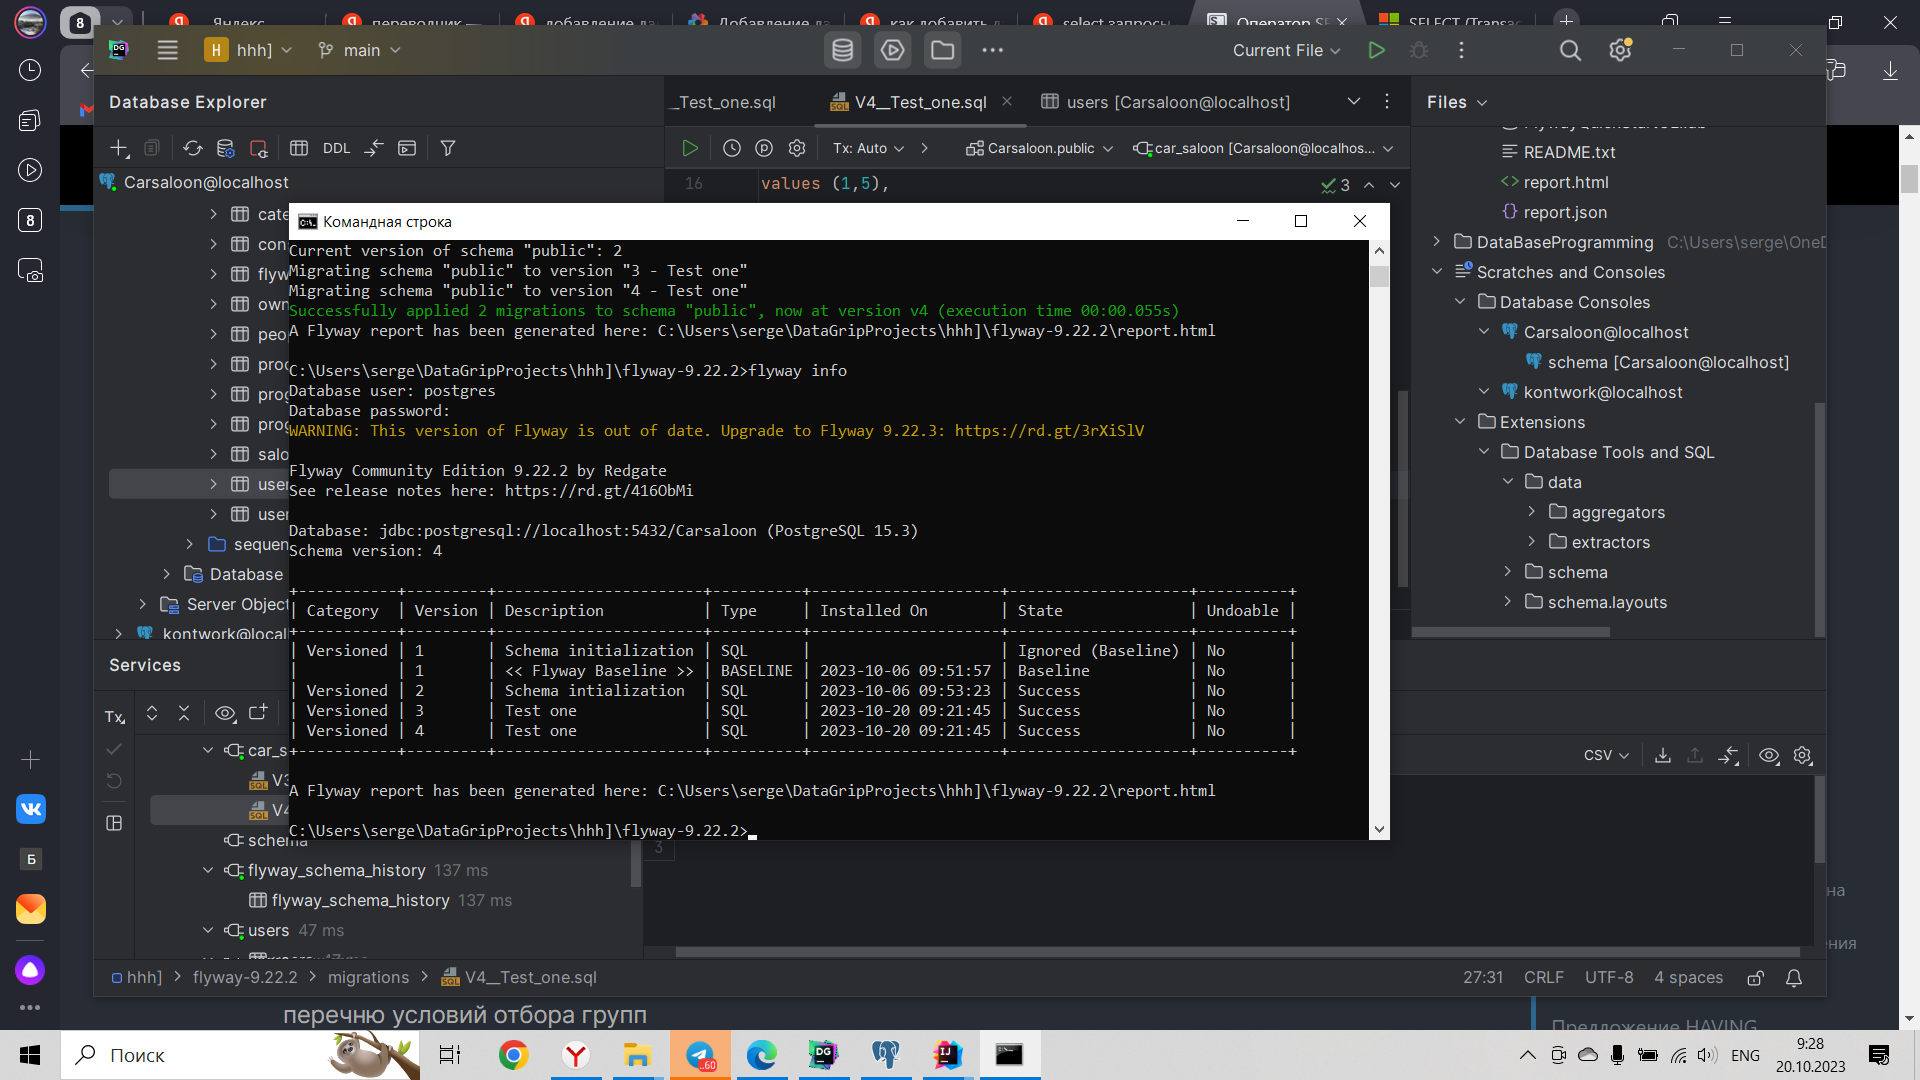 8
Яндекс
переводчик —
добавление да
Добавление да
как добавить д
select запросы
Оператор SE
SELECT (Transac
H hhh]
main
Current File
Database Explorer
_Test_one.sql
V4__Test_one.sql
users [Carsaloon@localhost]
Files
DDL
Tx: Auto
Carsaloon.public
car_saloon [Carsaloon@localhos...
README.txt
report.html
report.json
DataBaseProgramming C:\Users\serge\OneD
Scratches and Consoles
Database Consoles
Carsaloon@localhost
schema [Carsaloon@localhost]
kontwork@localhost
Extensions
Database Tools and SQL
data
aggregators
extractors
schema
schema.layouts
Carsaloon@localhost
cate
con
flyw
own
peo
proc
prog
proc
salo
user
user
sequen
Database
Server Object
kontwork@local
16 values (1,5),
3
Командная строка
Current version of schema "public": 2
Migrating schema "public" to version "3 - Test one"
Migrating schema "public" to version "4 - Test one"
Successfully applied 2 migrations to schema "public", now at version v4 (execution time 00:00.055s)
A Flyway report has been generated here: C:\Users\serge\DataGripProjects\hhh]\flyway-9.22.2\report.html
C:\Users\serge\DataGripProjects\hhh]\flyway-9.22.2>flyway info
Database user: postgres
Database password:
WARNING: This version of Flyway is out of date. Upgrade to Flyway 9.22.3: https://rd.gt/3rXiSlV
Flyway Community Edition 9.22.2 by Redgate
See release notes here: https://rd.gt/416ObMi
Database: jdbc:postgresql://localhost:5432/Carsaloon (PostgreSQL 15.3)
Schema version: 4
+-----------+---------+-----------------------+----------+---------------------+--------------------+----------+
| Category | Version | Description | Type | Installed On | State | Undoable |
+-----------+---------+-----------------------+----------+---------------------+--------------------+----------+
| Versioned | 1 | Schema initialization | SQL | | Ignored (Baseline) | No |
| | 1 | << Flyway Baseline >> | BASELINE | 2023-10-06 09:51:57 | Baseline | No |
| Versioned | 2 | Schema intialization | SQL | 2023-10-06 09:53:23 | Success | No |
| Versioned | 3 | Test one | SQL | 2023-10-20 09:21:45 | Success | No |
| Versioned | 4 | Test one | SQL | 2023-10-20 09:21:45 | Success | No |
+-----------+---------+-----------------------+----------+---------------------+--------------------+----------+
A Flyway report has been generated here: C:\Users\serge\DataGripProjects\hhh]\flyway-9.22.2\report.html
C:\Users\serge\DataGripProjects\hhh]\flyway-9.22.2>
Services
Tx
car_s
V3
V4
schema
flyway_schema_history 137 ms
flyway_schema_history 137 ms
users 47 ms
CSV
3
8
Б
hhh] > flyway-9.22.2 > migrations > V4__Test_one.sql
27:31 CRLF UTF-8 4 spaces
на
ния
перечню условий отбора групп
Предложение HAVING
Поиск
..60
ENG
9:28
20.10.2023